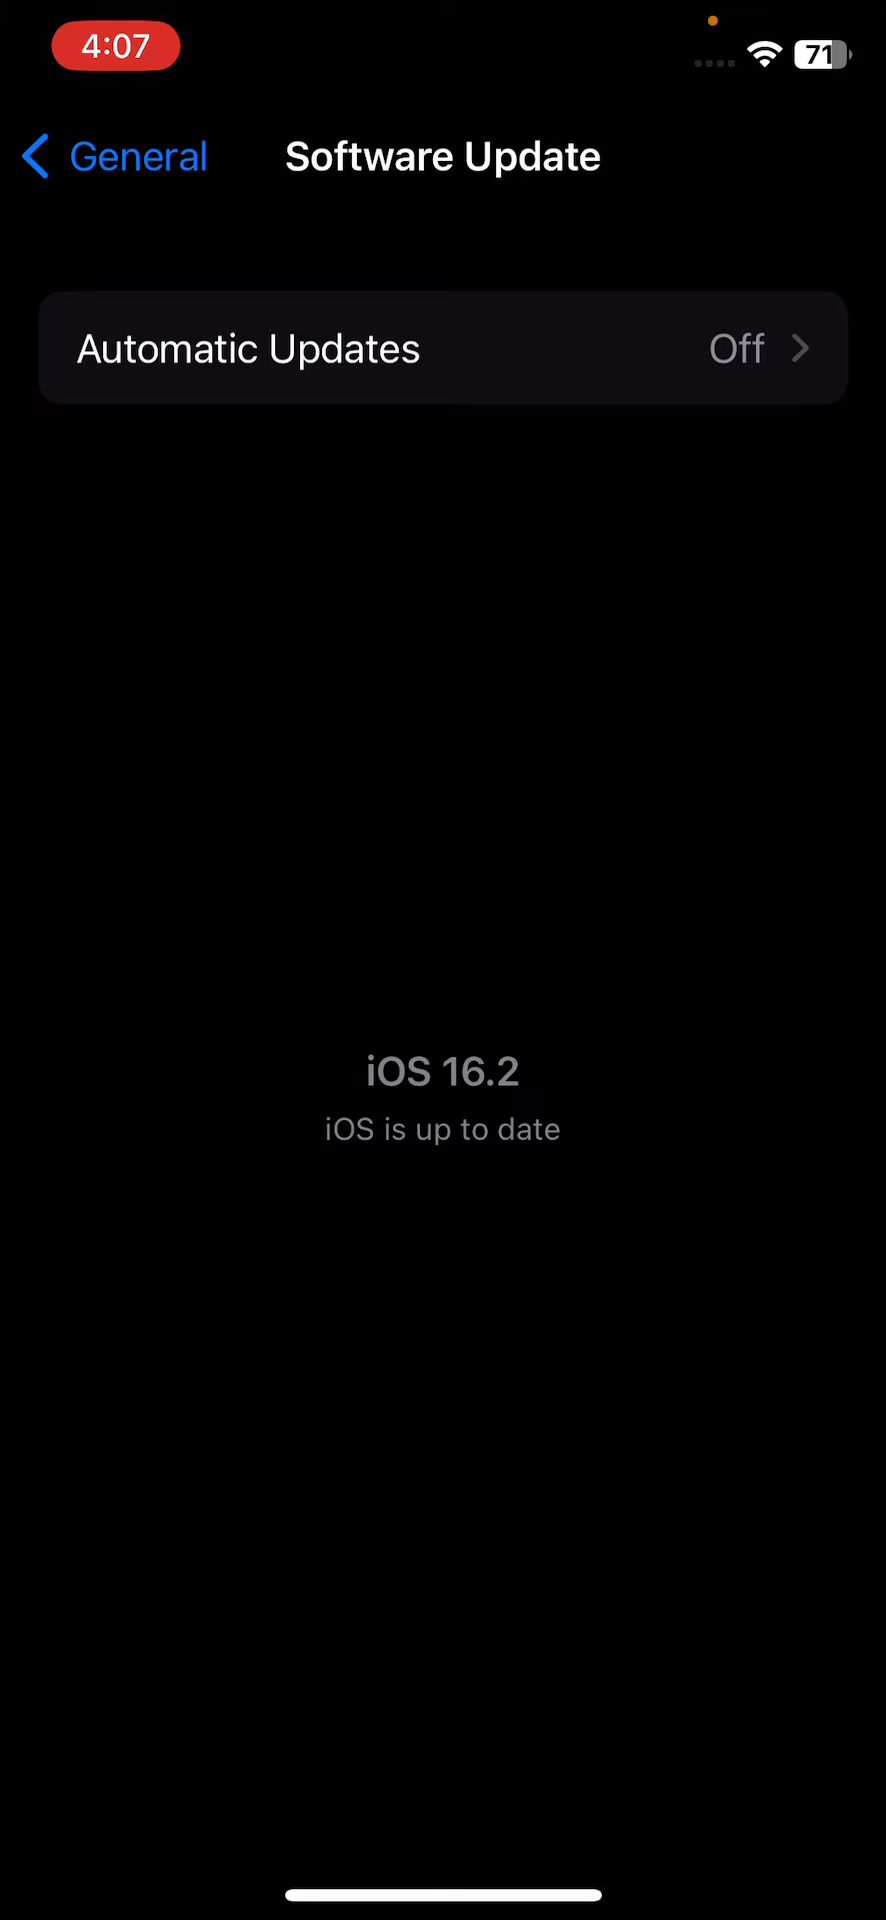 4:07
71
General
Software Update
Automatic Updates
Off
iOS 16.2
iOS is up to date